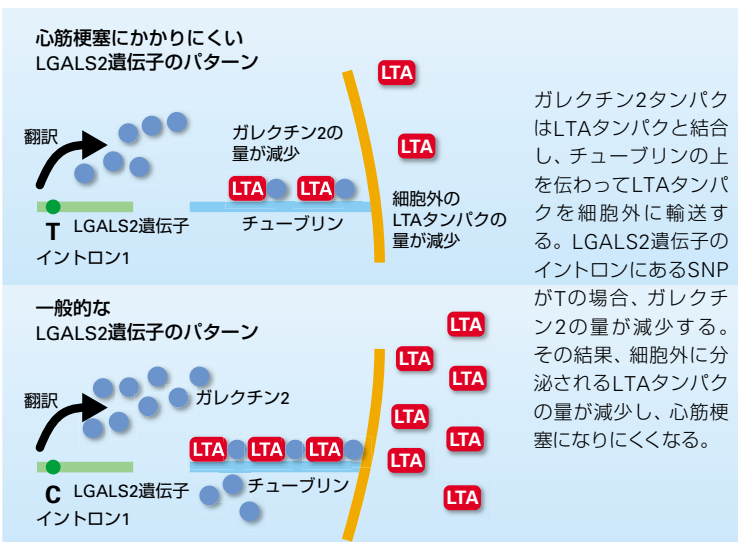 心筋梗塞にかかりにくい
LGALS2遺伝子のパターン
翻訳
T LGALS2遺伝子
イントロン1
ガレクチン2の
量が減少
LTA LTA
チューブリン
LTA
LTA
細胞外の
LTAタンパクの
量が減少
一般的な
LGALS2遺伝子のパターン
翻訳
ガレクチン2
C LGALS2遺伝子
イントロン1
LTA LTA LTA
チューブリン
LTA
LTA
LTA
LTA
LTA
LTA
LTA
ガレクチン2タンパク
はLTAタンパクと結合
し、チューブリンの上
を伝わってLTAタンパ
クを細胞外に輸送す
る。LGALS2遺伝子の
イントロンにあるSNP
がTの場合、ガレクチ
ン2の量が減少する。
その結果、細胞外に分
泌されるLTAタンパク
の量が減少し、心筋梗
塞になりにくくなる。